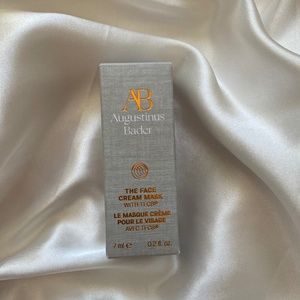 AB
Augustinus
Bader
THE FACE
CREAM MASK
WITH TFC8®
LE MASQUE CRÈME
POUR LE VISAGE
AVEC TFC8®
7 ml e 0.2 fl. oz.